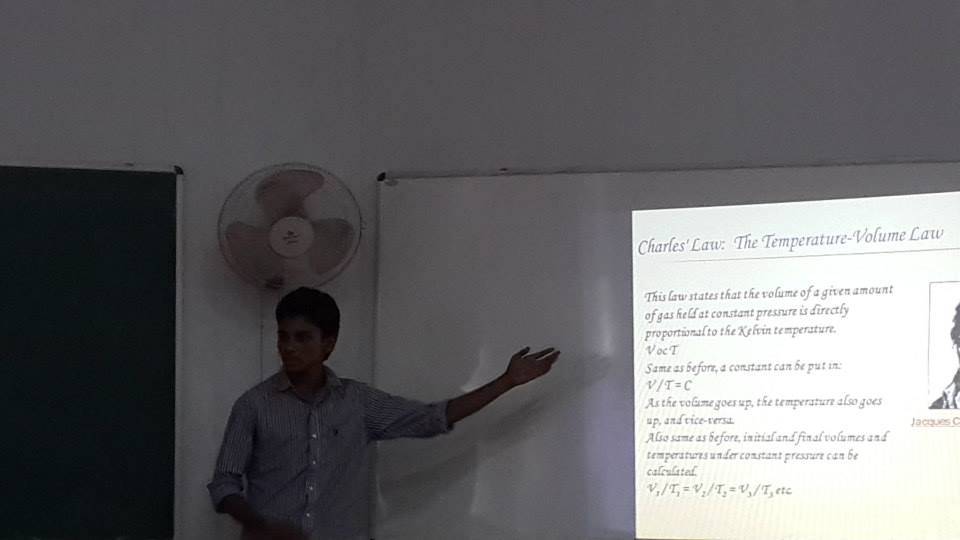 Charles' Law: The Temperature-Volume Law
This law states that the volume of a given amount
of gas held at constant pressure is directly
proportional to the Kelvin temperature.
V oc T
Same as before, a constant can be put in:
V / T = C
As the volume goes up, the temperature also goes
up, and vice-versa.
Also same as before, initial and final volumes and
temperatures under constant pressure can be
calculated.
V₁ / T₁ = V₂ / T₂ = V₃ / T₃ etc
Jacques C